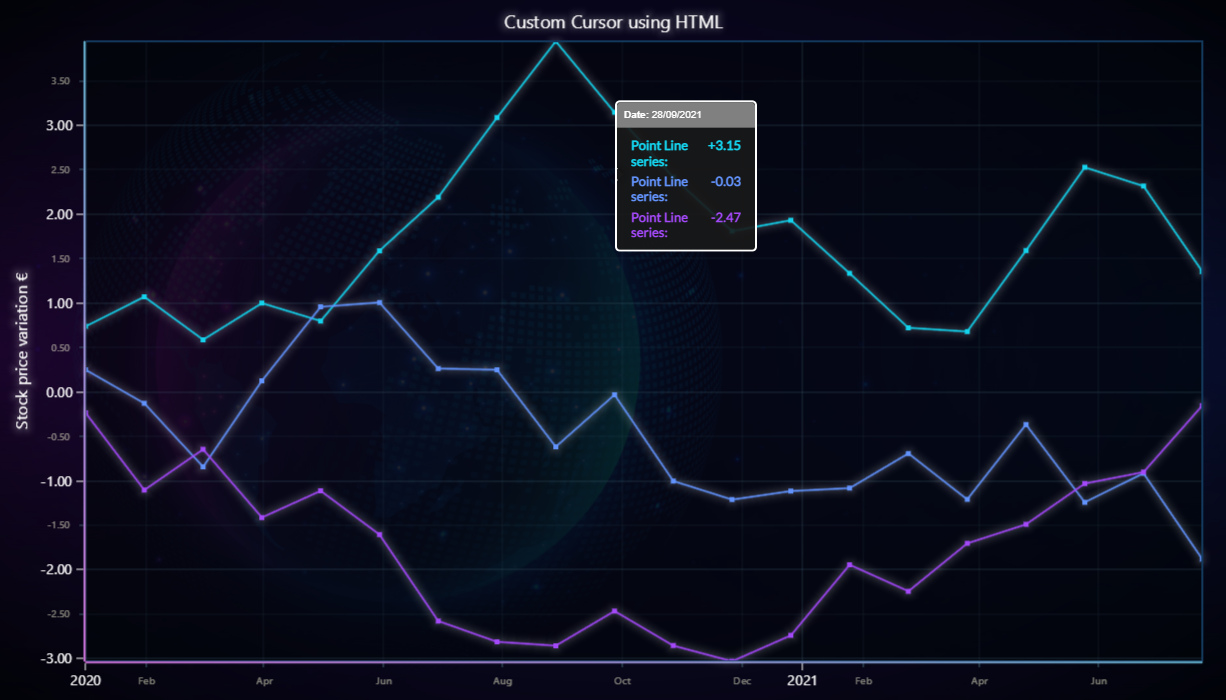 Custom Cursor using HTML
Stock price variation €
3.50
3.00
2.50
2.00
1.50
1.00
0.50
0.00
-0.50
-1.00
-1.50
-2.00
-2.50
-3.00
Date: 28/09/2021
Point Line +3.15
series:
Point Line -0.03
series:
Point Line -2.47
series:
2020 Feb Apr Jun Aug Oct Dec 2021 Feb Apr Jun